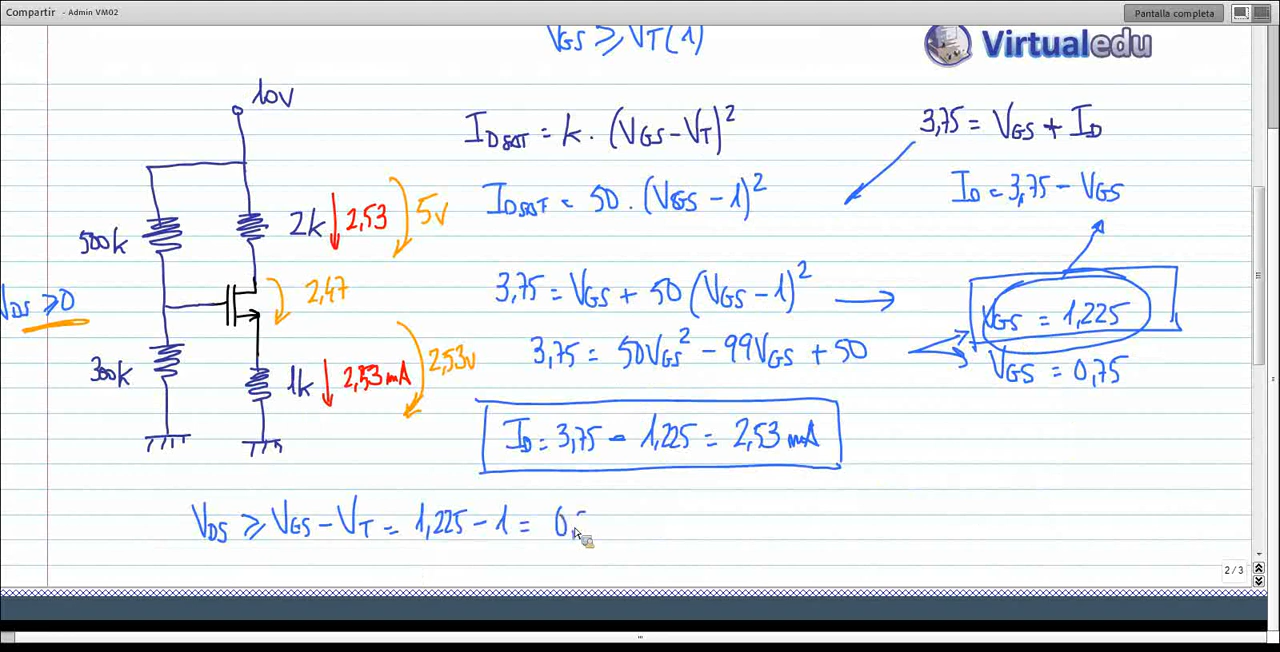 Compartir - Admin VM02
Pantalla completa
VGS ≥ VT(1)
Virtualedu
10V
IDSAT = k · (VGS - VT)²
3,75 = VGS + ID
IDSAT = 50 · (VGS - 1)²
ID = 3,75 - VGS
500k
2k
2,53
5V
VDS ≥ 0
2,47
3,75 = VGS + 50 (VGS - 1)²
VGS = 1,225
3,75 = 50VGS² - 99VGS + 50
VGS = 0,75
300k
1k
2,53 mA
2,53V
ID = 3,75 - 1,225 = 2,53 mA
VDS ≥ VGS - VT = 1,225 - 1 = 0,
2 / 3